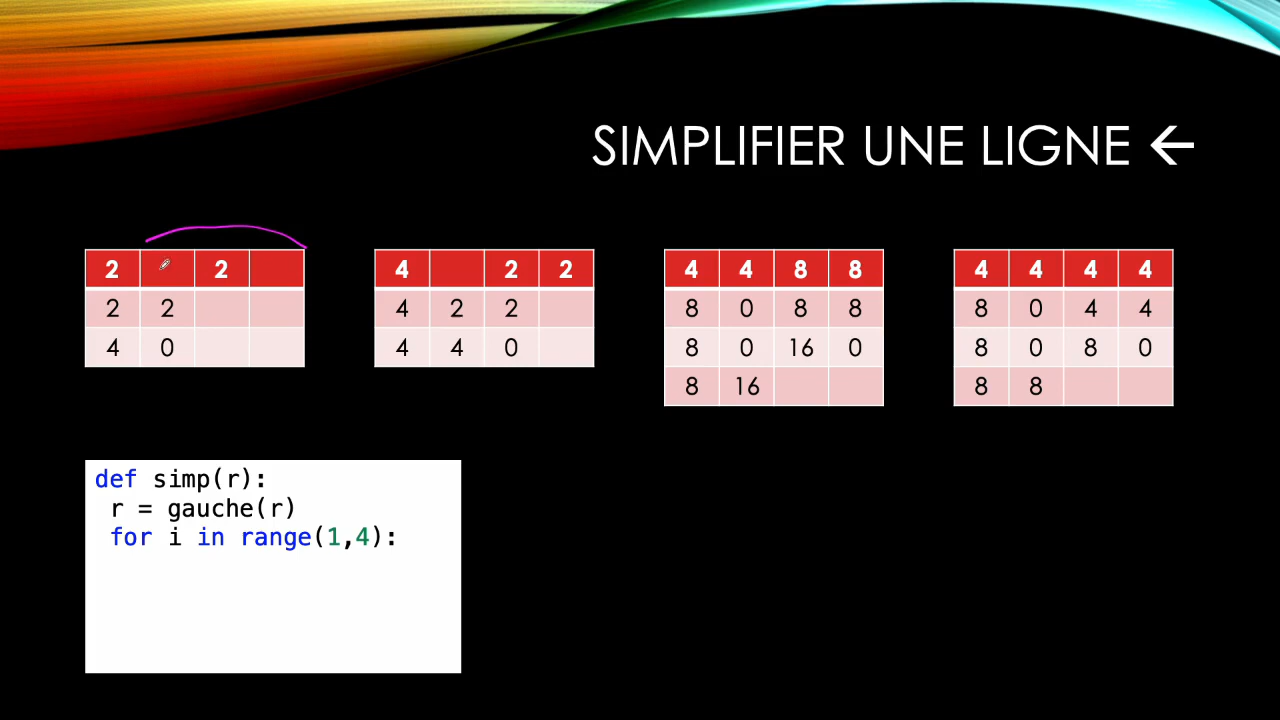 SIMPLIFIER UNE LIGNE ←
2 2
2 2
4 0
4 2 2
4 2 2
4 4 0
4 4 8 8
8 0 8 8
8 0 16 0
8 16
4 4 4 4
8 0 4 4
8 0 8 0
8 8
def simp(r):
r = gauche(r)
for i in range(1,4):